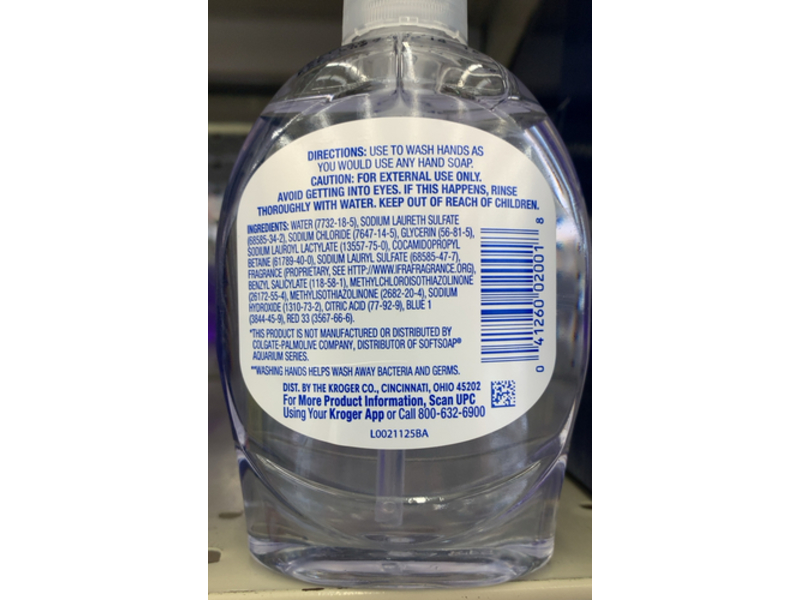 DIRECTIONS: USE TO WASH HANDS AS
YOU WOULD USE ANY HAND SOAP.
CAUTION: FOR EXTERNAL USE ONLY.
AVOID GETTING INTO EYES. IF THIS HAPPENS, RINSE
THOROUGHLY WITH WATER. KEEP OUT OF REACH OF CHILDREN.
INGREDIENTS: WATER (7732-18-5), SODIUM LAURETH SULFATE
(68585-34-2), SODIUM CHLORIDE (7647-14-5), GLYCERIN (56-81-5),
SODIUM LAUROYL LACTYLATE (13557-75-0), COCAMIDOPROPYL
BETAINE (61789-40-0), SODIUM LAURYL SULFATE (68585-47-7),
FRAGRANCE (PROPRIETARY, SEE HTTP://WWW.IFRAFRAGRANCE.ORG),
BENZYL SALICYLATE (118-58-1), METHYLCHLOROISOTHIAZOLINONE
(26172-55-4), METHYLISOTHIAZOLINONE (2682-20-4), SODIUM
HYDROXIDE (1310-73-2), CITRIC ACID (77-92-9), BLUE 1
(3844-45-9), RED 33 (3567-66-6).
*THIS PRODUCT IS NOT MANUFACTURED OR DISTRIBUTED BY
COLGATE-PALMOLIVE COMPANY, DISTRIBUTOR OF SOFTSOAP®
AQUARIUM SERIES.
**WASHING HANDS HELPS WASH AWAY BACTERIA AND GERMS.
DIST. BY THE KROGER CO., CINCINNATI, OHIO 45202
For More Product Information, Scan UPC
Using Your Kroger App or Call 800-632-6900
L0021125BA
0 41260 02001 8